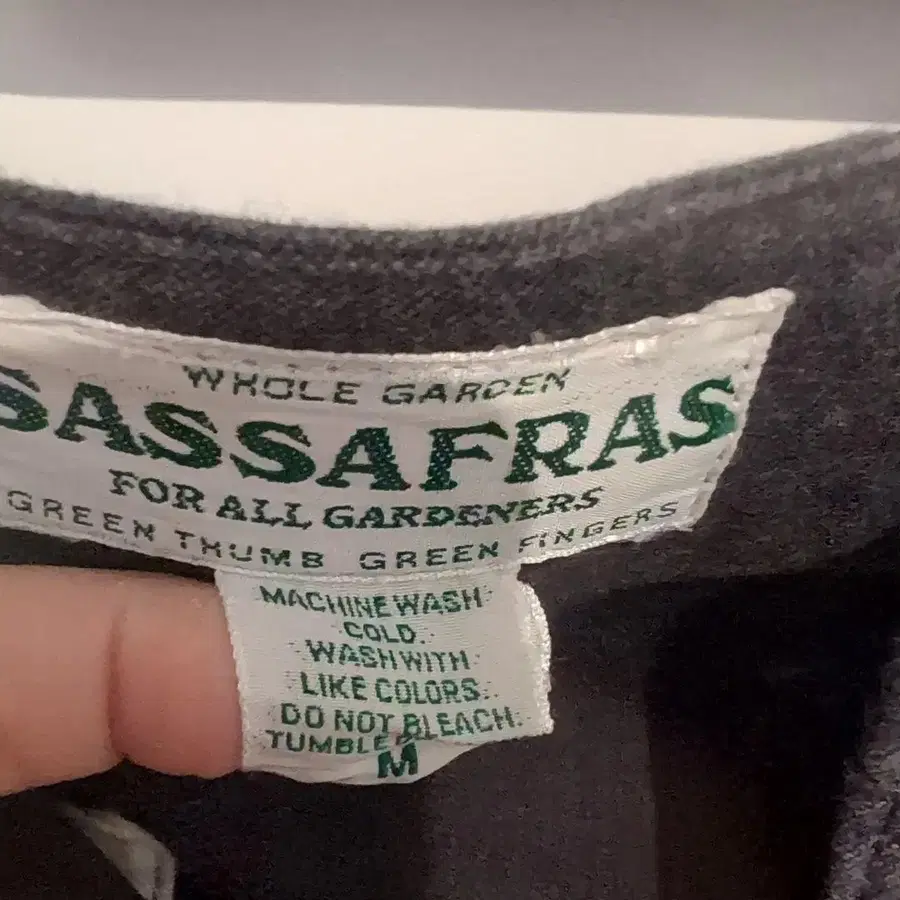 WHOLE GARDEN
SASSAFRAS
FOR ALL GARDENERS
GREEN THUMB GREEN FINGERS
MACHINE WASH
COLD.
WASH WITH
LIKE COLORS.
DO NOT BLEACH.
TUMBLE
M